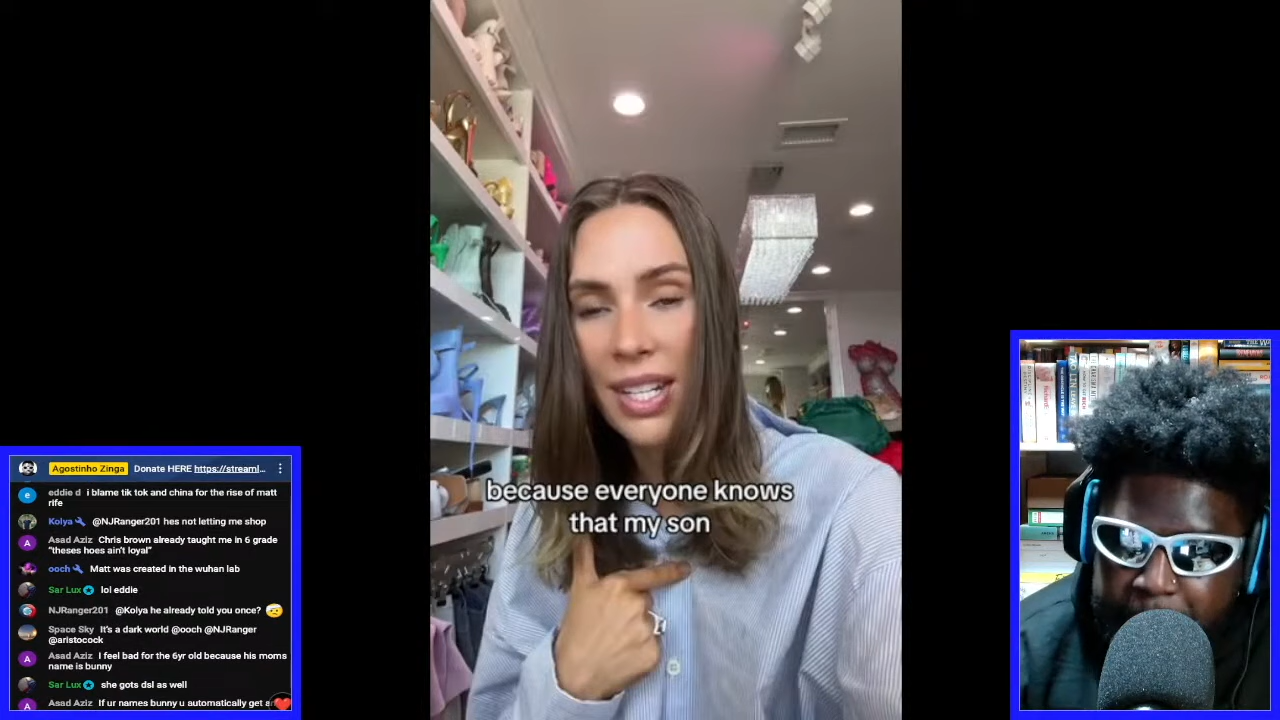 because everyone knows
that my son
Agostinho Zinga Donate HERE https://streaml...
eddie d i blame tik tok and china for the rise of matt
rife
Kolya @NJRanger201 hes not letting me shop
Asad Aziz Chris brown already taught me in 6 grade
“theses hoes ain’t loyal”
ooch Matt was created in the wuhan lab
Sar Lux lol eddie
NJRanger201 @Kolya he already told you once?
Space Sky It’s a dark world @ooch @NJRanger
@aristocock
Asad Aziz I feel bad for the 6yr old because his moms
name is bunny
Sar Lux she gots dsl as well
Asad Aziz If ur names bunny u automatically get a